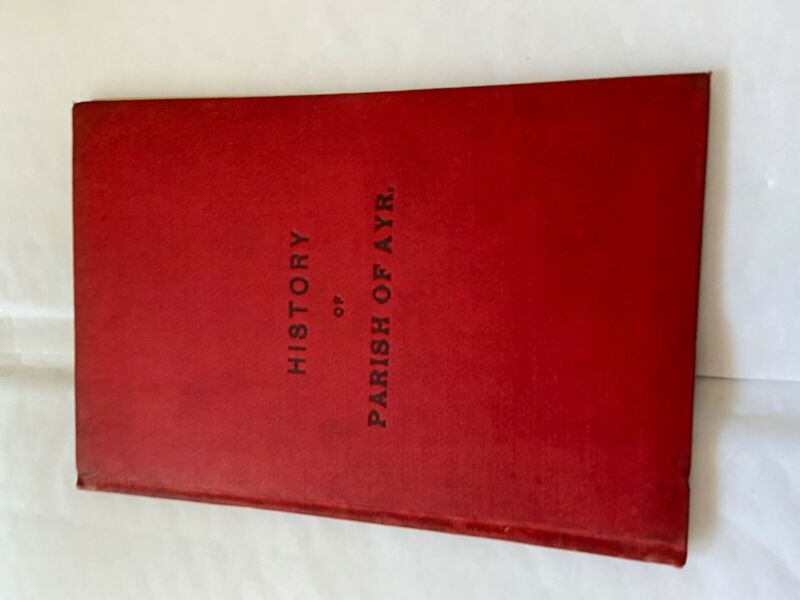 HISTORY
OF
PARISH OF AYR.